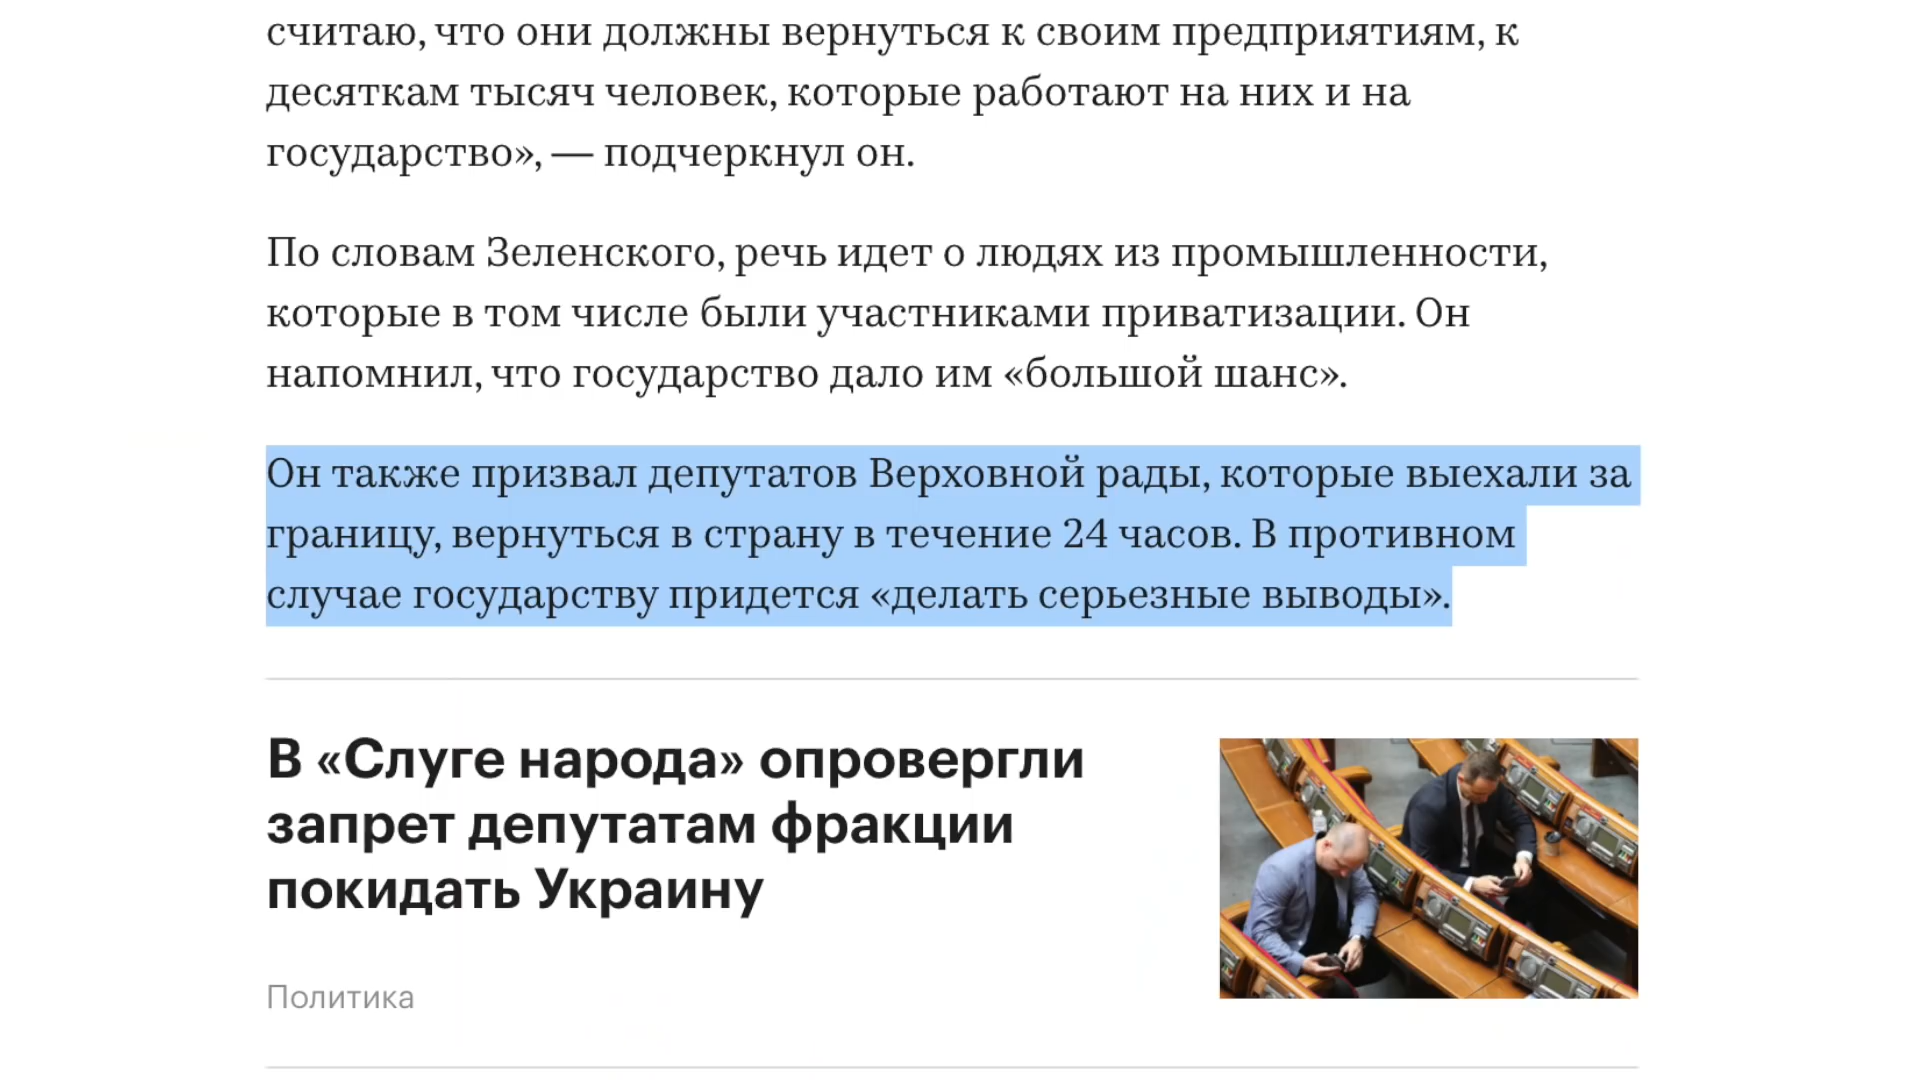 считаю, что они должны вернуться к своим предприятиям, к
десяткам тысяч человек, которые работают на них и на
государство», — подчеркнул он.
По словам Зеленского, речь идет о людях из промышленности,
которые в том числе были участниками приватизации. Он
напомнил, что государство дало им «большой шанс».
Он также призвал депутатов Верховной рады, которые выехали за
границу, вернуться в страну в течение 24 часов. В противном
случае государству придется «делать серьезные выводы».
В «Слуге народа» опровергли
запрет депутатам фракции
покидать Украину
Политика